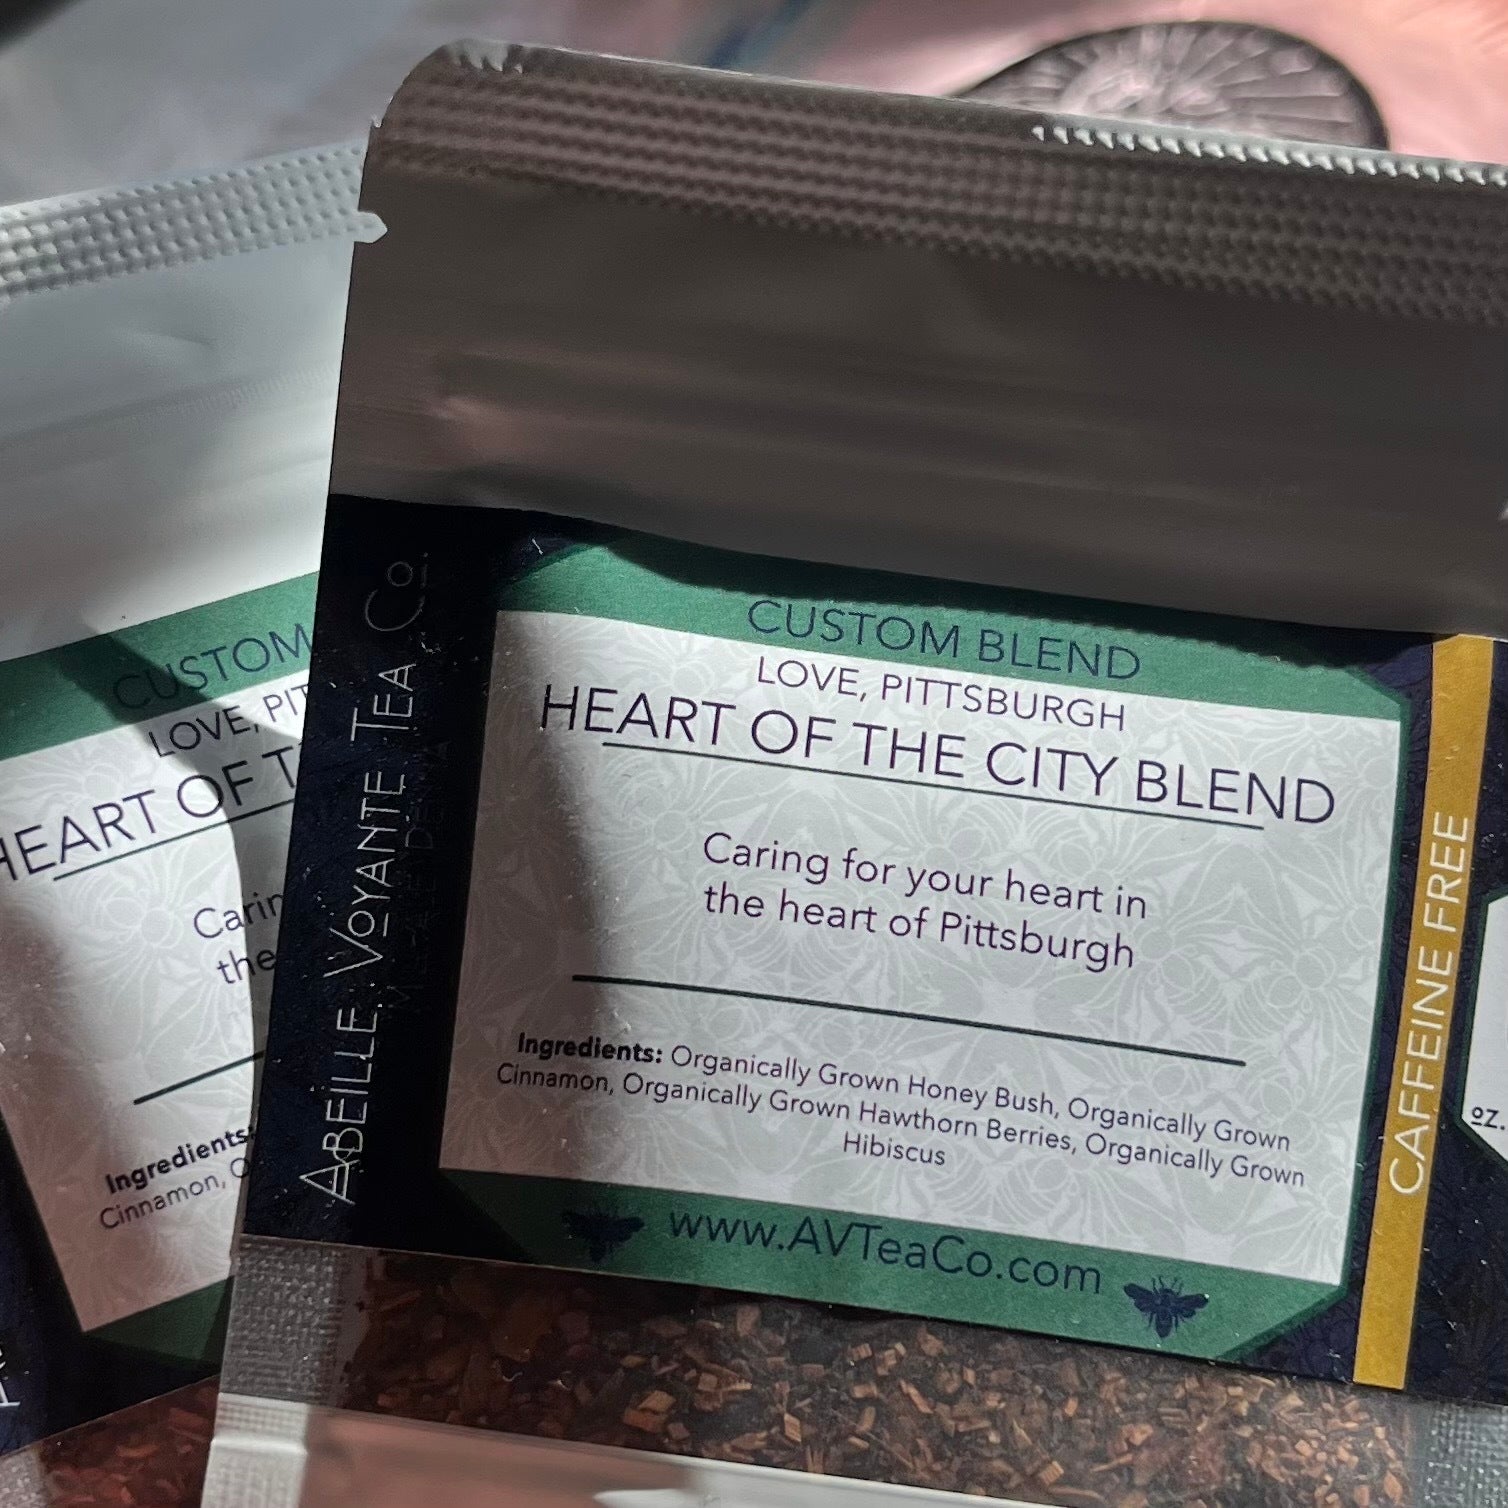 CUSTOM BLEND
LOVE, PITTSBURGH
HEART OF THE CITY BLEND
Caring for your heart in
the heart of Pittsburgh
Ingredients: Organically Grown Honey Bush, Organically Grown
Cinnamon, Organically Grown Hawthorn Berries, Organically Grown
Hibiscus
www.AVTeaCo.com
ABEILLE VOYANTE TEA CO.
CAFFEINE FREE
OZ.
CUSTOM
LOVE, PIT
HEART OF T
Carin
the
Ingredients:
Cinnamon, O